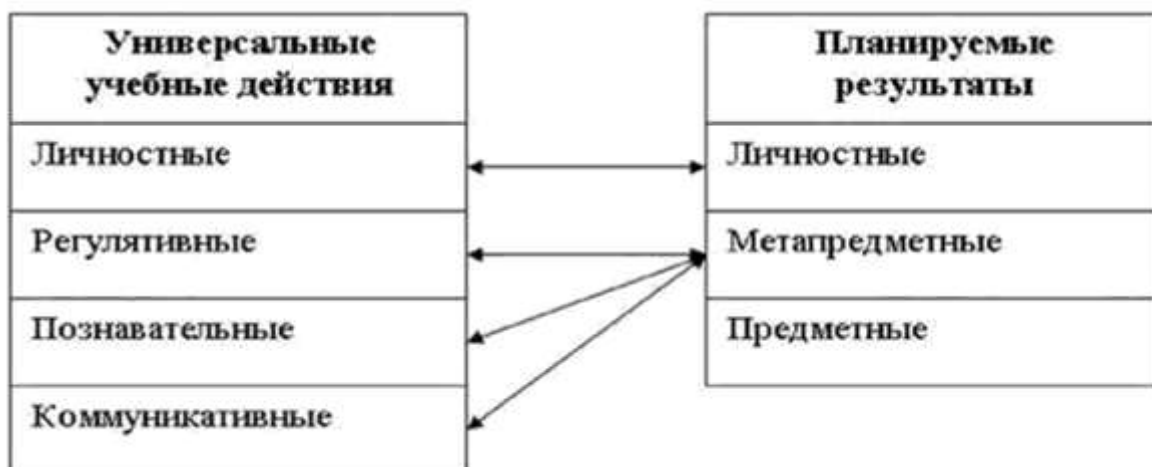 Универсальные
учебные действия
Личностные
Регулятивные
Познавательные
Коммуникативные
Планируемые
результаты
Личностные
Метапредметные
Предметные